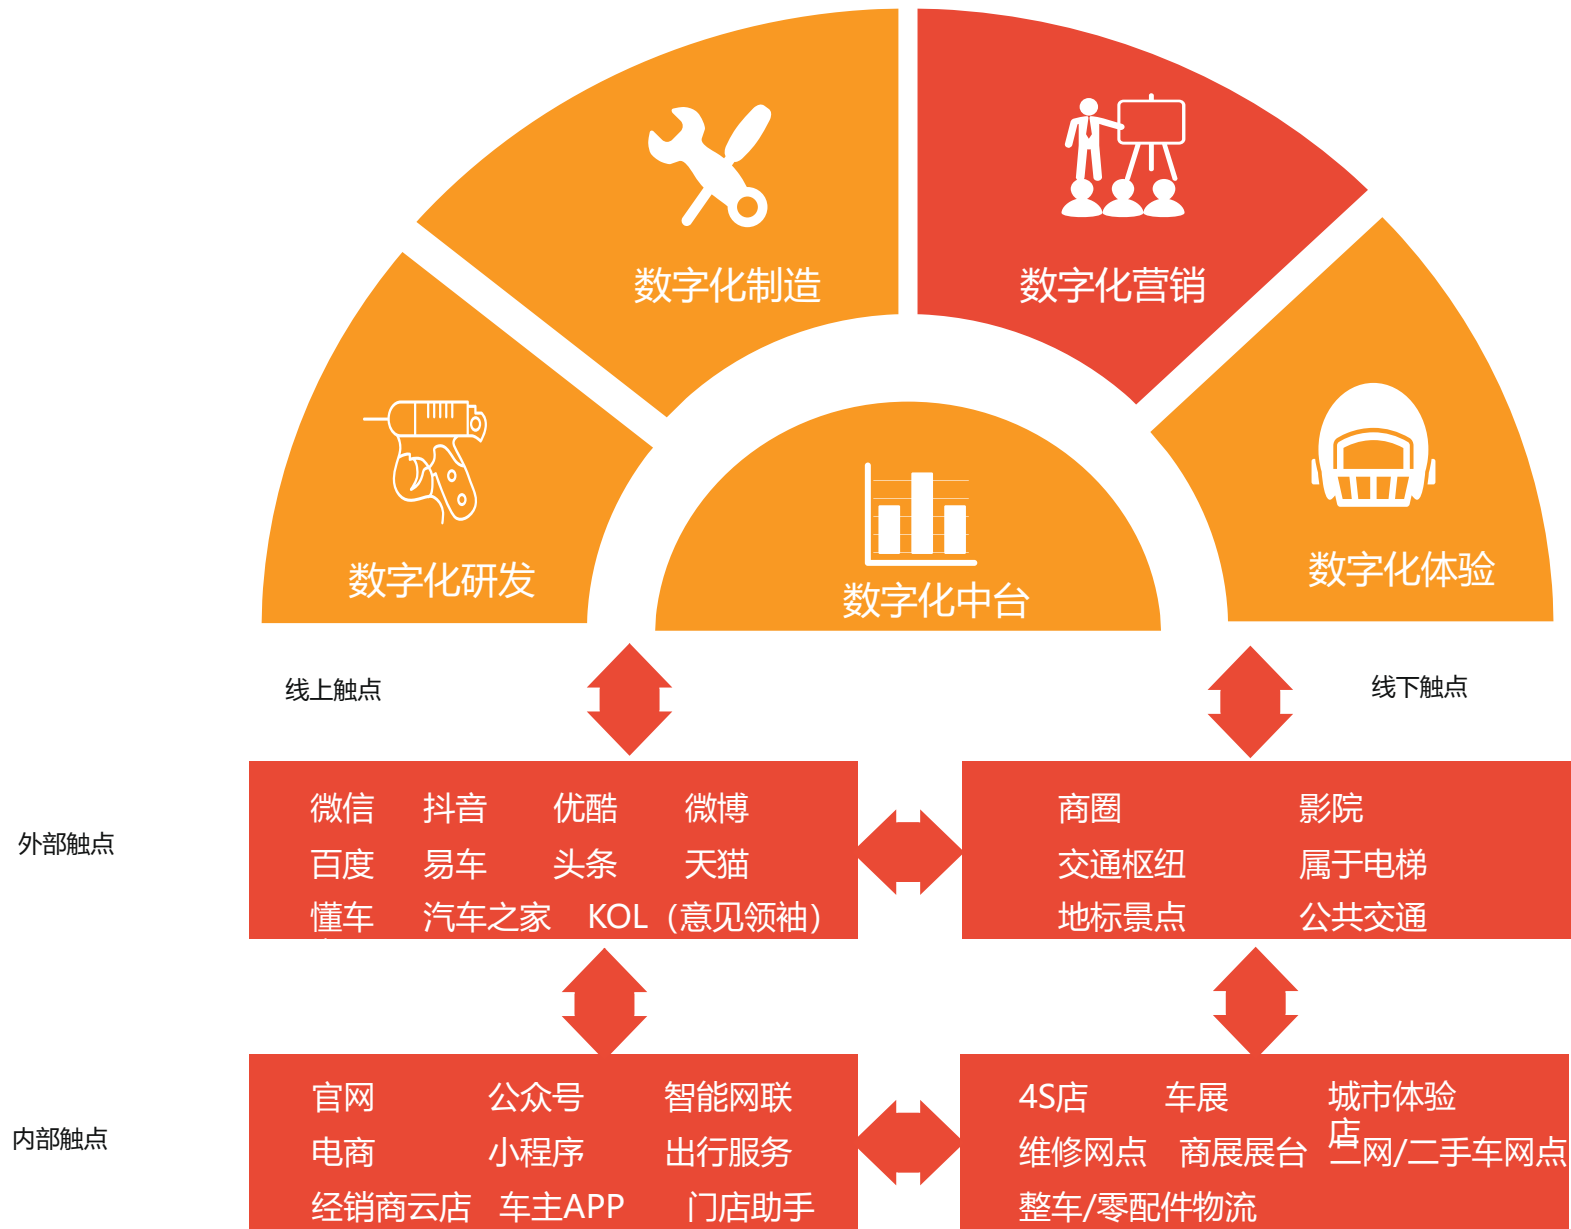 数字化制造
数字化营销
数字化研发
数字化中台
数字化体验
线上触点
线下触点
外部触点
微信 抖音 优酷 微博
百度 易车 头条 天猫
懂车 汽车之家 KOL（意见领袖）
商圈 影院
交通枢纽 属于电梯
地标景点 公共交通
内部触点
官网 公众号 智能网联
电商 小程序 出行服务
经销商云店 车主APP 门店助手
4S店 车展 城市体验
店
维修网点 商展展台 二网/二手车网点
整车/零配件物流